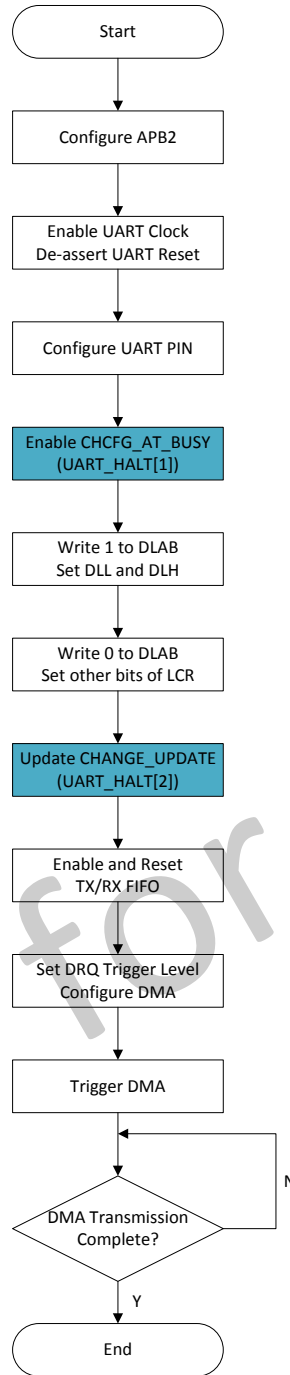 Start
Configure APB2
Enable UART Clock
De-assert UART Reset
Configure UART PIN
Enable CHCFG_AT_BUSY
(UART_HALT[1])
Write 1 to DLAB
Set DLL and DLH
Write 0 to DLAB
Set other bits of LCR
Update CHANGE_UPDATE
(UART_HALT[2])
Enable and Reset
TX/RX FIFO
for
Set DRQ Trigger Level
Configure DMA
Trigger DMA
N
DMA Transmission
Complete?
Y
End